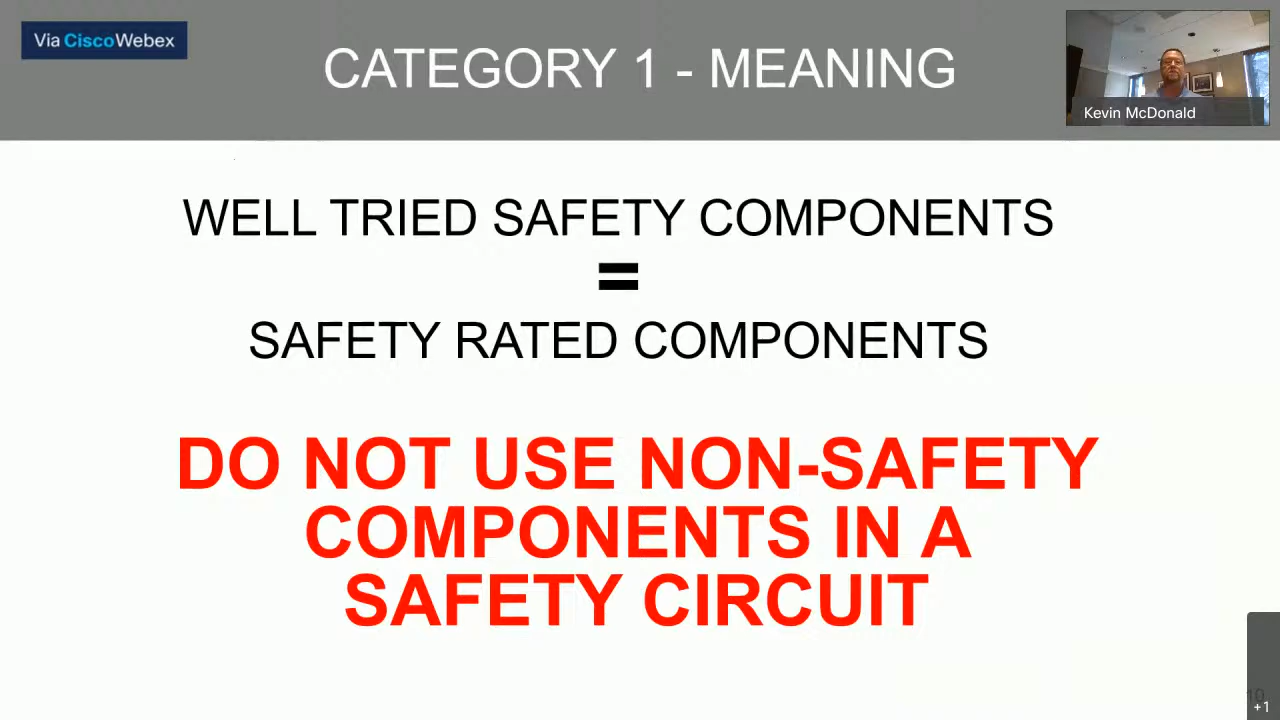 Via CiscoWebex
CATEGORY 1 - MEANING
Kevin McDonald
WELL TRIED SAFETY COMPONENTS
=
SAFETY RATED COMPONENTS
DO NOT USE NON-SAFETY
COMPONENTS IN A
SAFETY CIRCUIT
10
+1